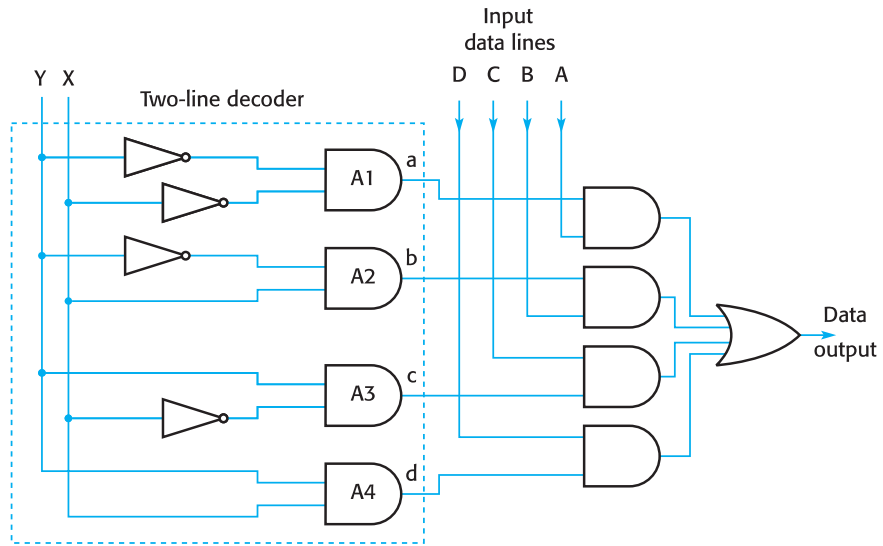 Input
data lines
D C B A
Y X
Two-line decoder
a
A1
b
A2
c
A3
d
A4
Data
output